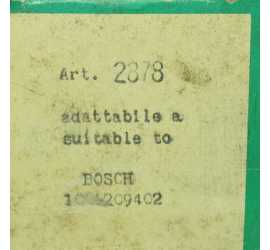 Art. 2878
adattabile a
suitable to
BOSCH